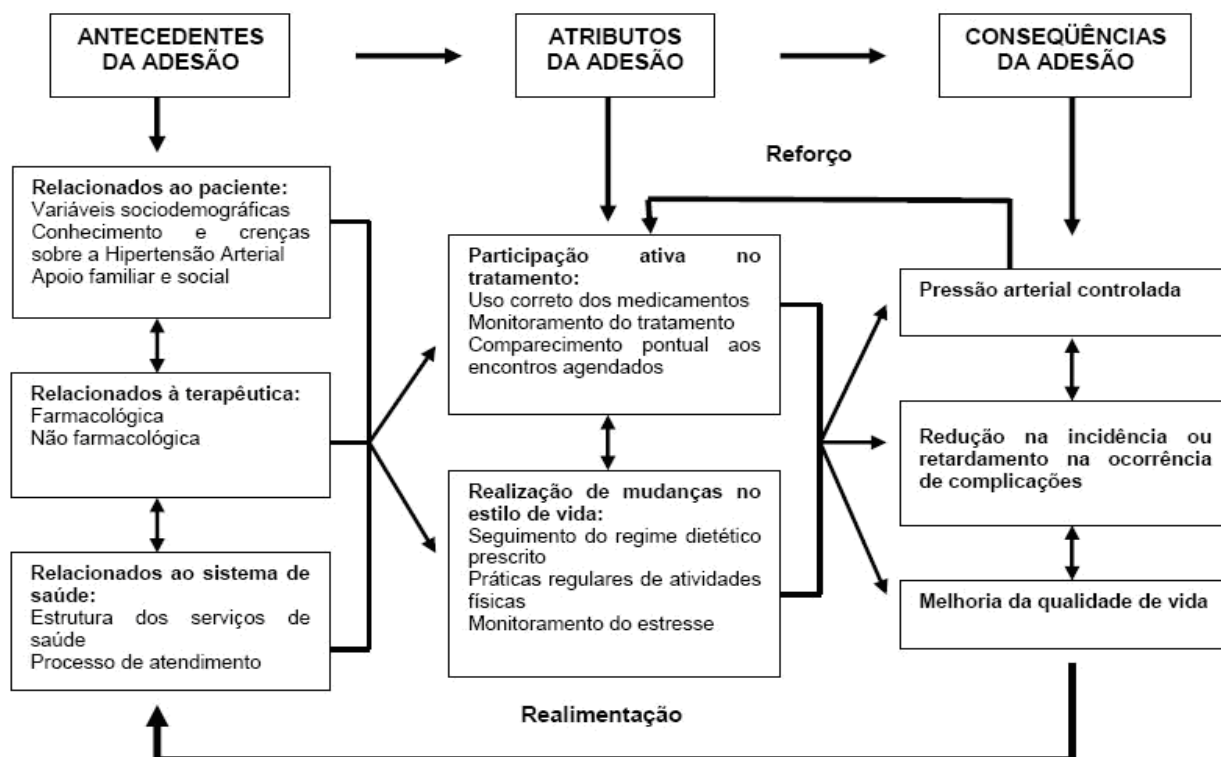 ANTECEDENTES
DA ADESÃO
ATRIBUTOS
DA ADESÃO
CONSEQÜÊNCIAS
DA ADESÃO
Reforço
Relacionados ao paciente:
Variáveis sociodemográficas
Conhecimento e crenças
sobre a Hipertensão Arterial
Apoio familiar e social
Relacionados à terapêutica:
Farmacológica
Não farmacológica
Relacionados ao sistema de
saúde:
Estrutura dos serviços de
saúde
Processo de atendimento
Participação ativa no
tratamento:
Uso correto dos medicamentos
Monitoramento do tratamento
Comparecimento pontual aos
encontros agendados
Realização de mudanças no
estilo de vida:
Seguimento do regime dietético
prescrito
Práticas regulares de atividades
físicas
Monitoramento do estresse
Pressão arterial controlada
Redução na incidência ou
retardamento na ocorrência
de complicações
Melhoria da qualidade de vida
Realimentação